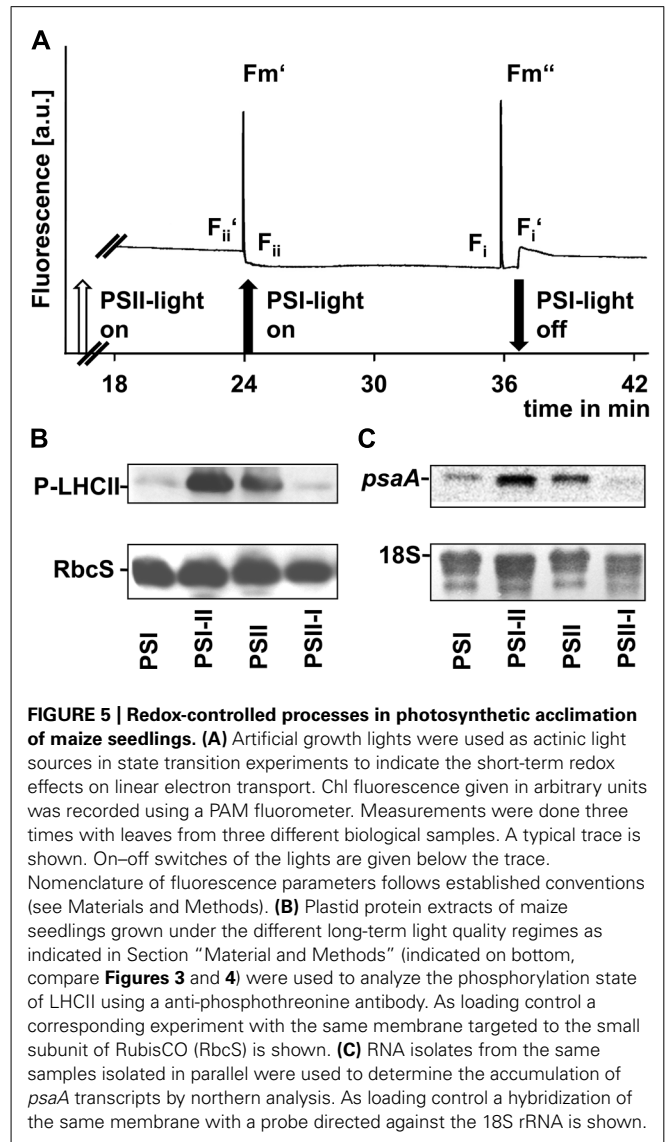 A
Fm‘
Fm‘‘
Fluorescence [a.u.]
Fii‘
Fii
Fi
Fi‘
PSII-light
on
PSI-light
on
PSI-light
off
18
24
30
36
42
time in min
B
P-LHCII-
RbcS -
PSI
PSI-II
PSII
PSII-I
C
psaA-
18S-
PSI
PSI-II
PSII
PSII-I
FIGURE 5 | Redox-controlled processes in photosynthetic acclimation
of maize seedlings. (A) Artificial growth lights were used as actinic light
sources in state transition experiments to indicate the short-term redox
effects on linear electron transport. Chl fluorescence given in arbitrary units
was recorded using a PAM fluorometer. Measurements were done three
times with leaves from three different biological samples. A typical trace is
shown. On–off switches of the lights are given below the trace.
Nomenclature of fluorescence parameters follows established conventions
(see Materials and Methods). (B) Plastid protein extracts of maize
seedlings grown under the different long-term light quality regimes as
indicated in Section “Material and Methods” (indicated on bottom,
compare Figures 3 and 4) were used to analyze the phosphorylation state
of LHCII using a anti-phosphothreonine antibody. As loading control a
corresponding experiment with the same membrane targeted to the small
subunit of RubisCO (RbcS) is shown. (C) RNA isolates from the same
samples isolated in parallel were used to determine the accumulation of
psaA transcripts by northern analysis. As loading control a hybridization of
the same membrane with a probe directed against the 18S rRNA is shown.